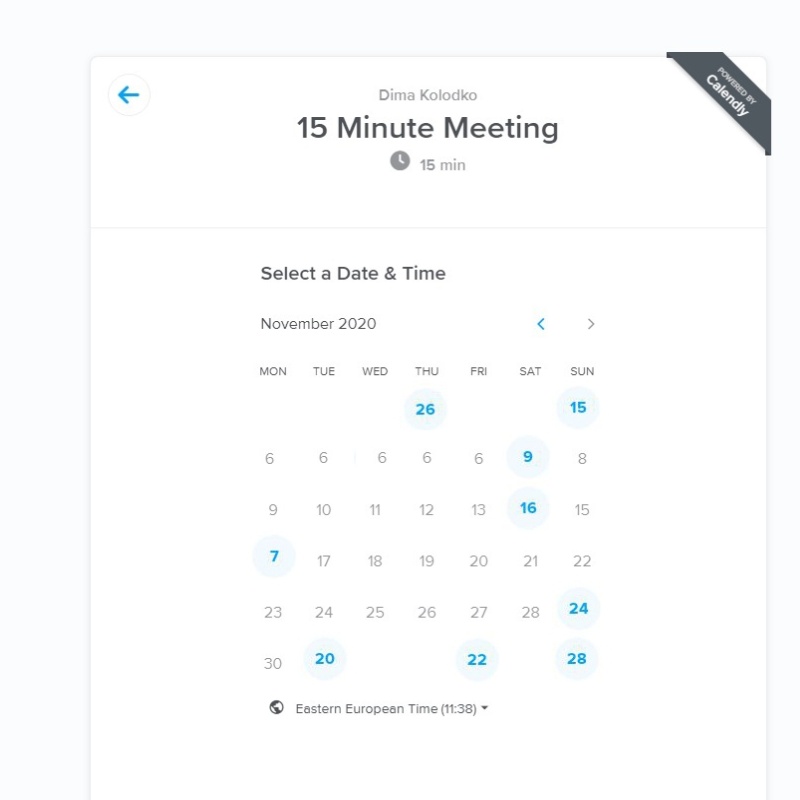 POWERED BY
Calendly
Dima Kolodko
15 Minute Meeting
15 min
Select a Date & Time
November 2020
MON TUE WED THU FRI SAT SUN
26 15
6 6 6 6 6 9 8
9 10 11 12 13 16 15
7 17 18 19 20 21 22
23 24 25 26 27 28 24
30 20 22 28
Eastern European Time (11:38)